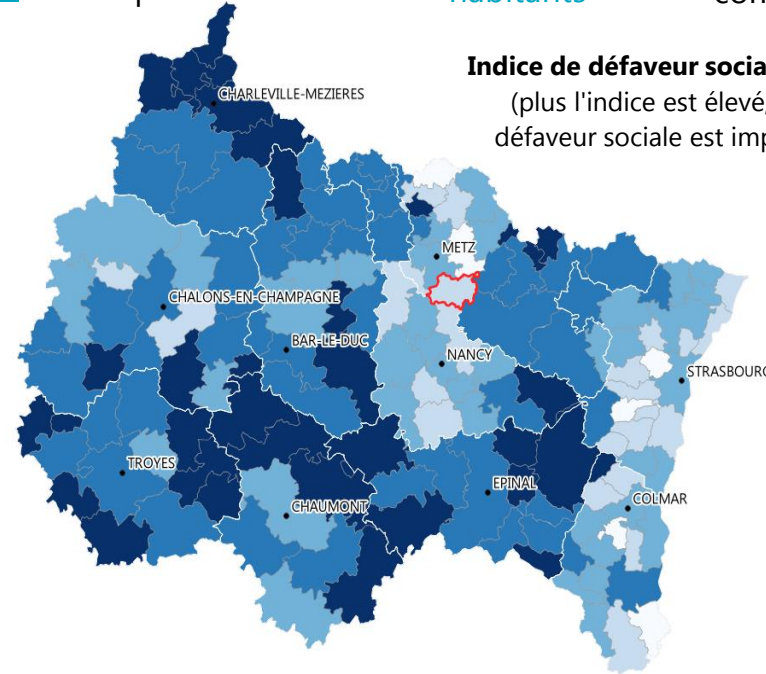 habitants
Indice de défaveur socia
(plus l'indice est élevé,
défaveur sociale est imp
CHARLEVILLE-MEZIERES
METZ
CHALONS-EN-CHAMPAGNE
BAR-LE-DUC
NANCY
STRASBOURG
TROYES
EPINAL
CHAUMONT
COLMAR